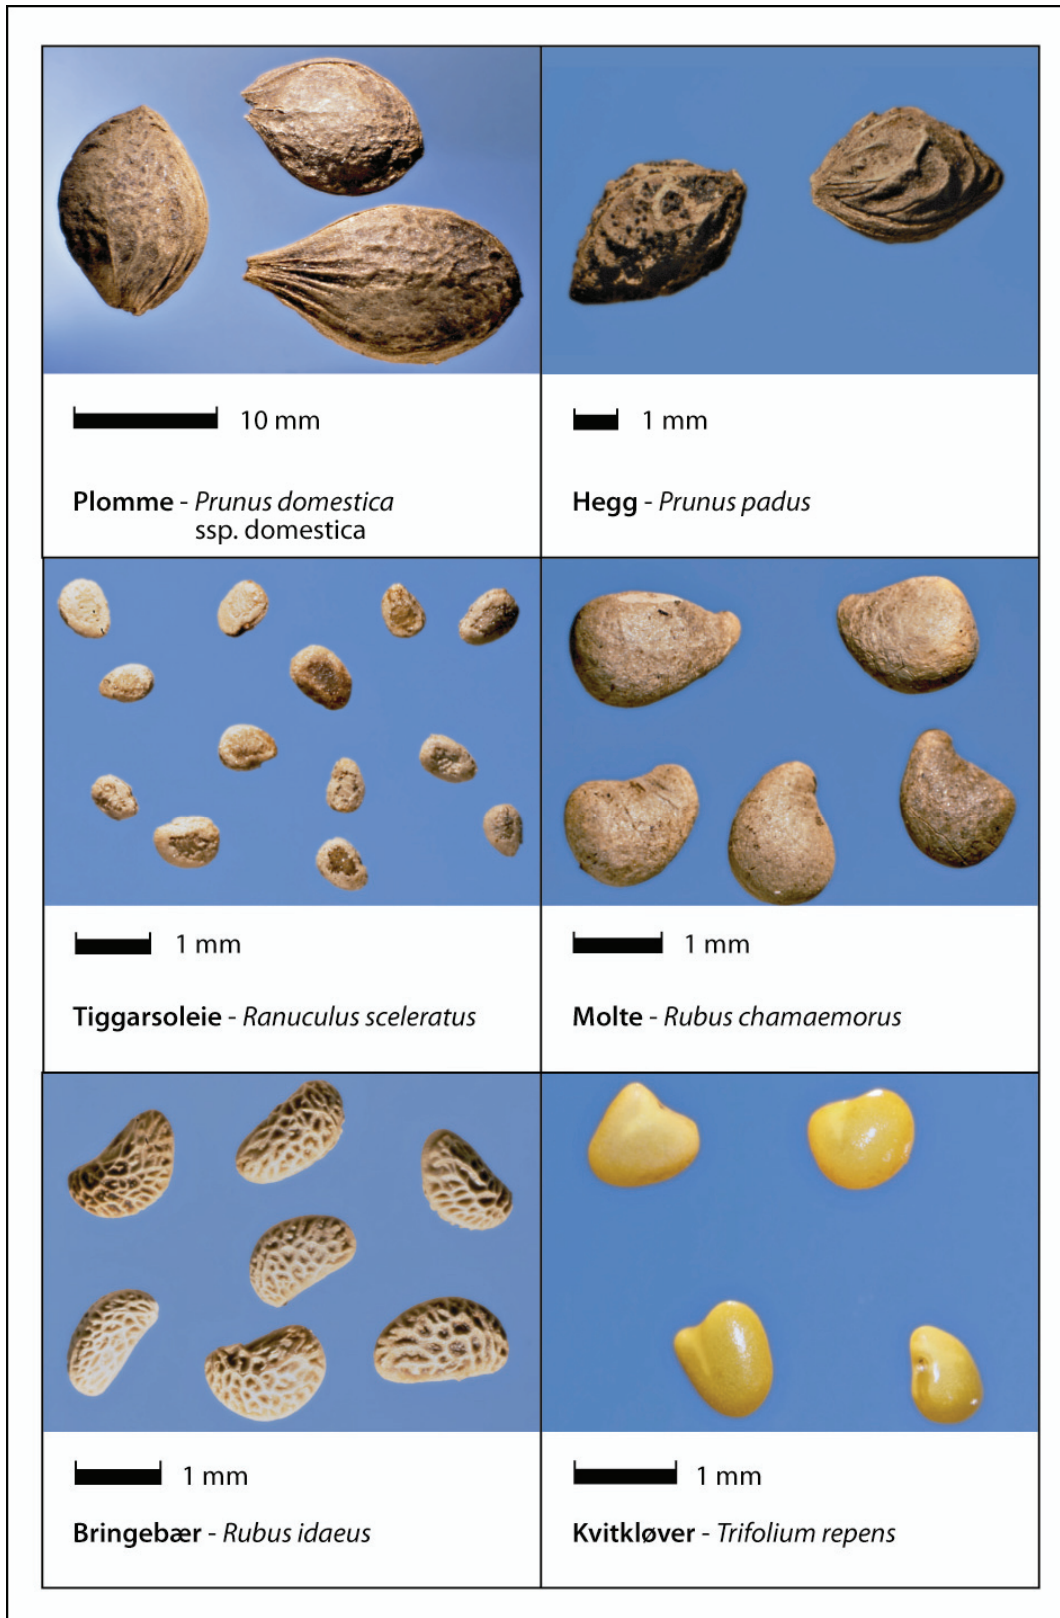 10 mm
Plomme - Prunus domestica
ssp. domestica
1 mm
Hegg - Prunus padus
1 mm
Tiggarsoleie - Ranuculus sceleratus
1 mm
Molte - Rubus chamaemorus
1 mm
Bringebær - Rubus idaeus
1 mm
Kvitkløver - Trifolium repens